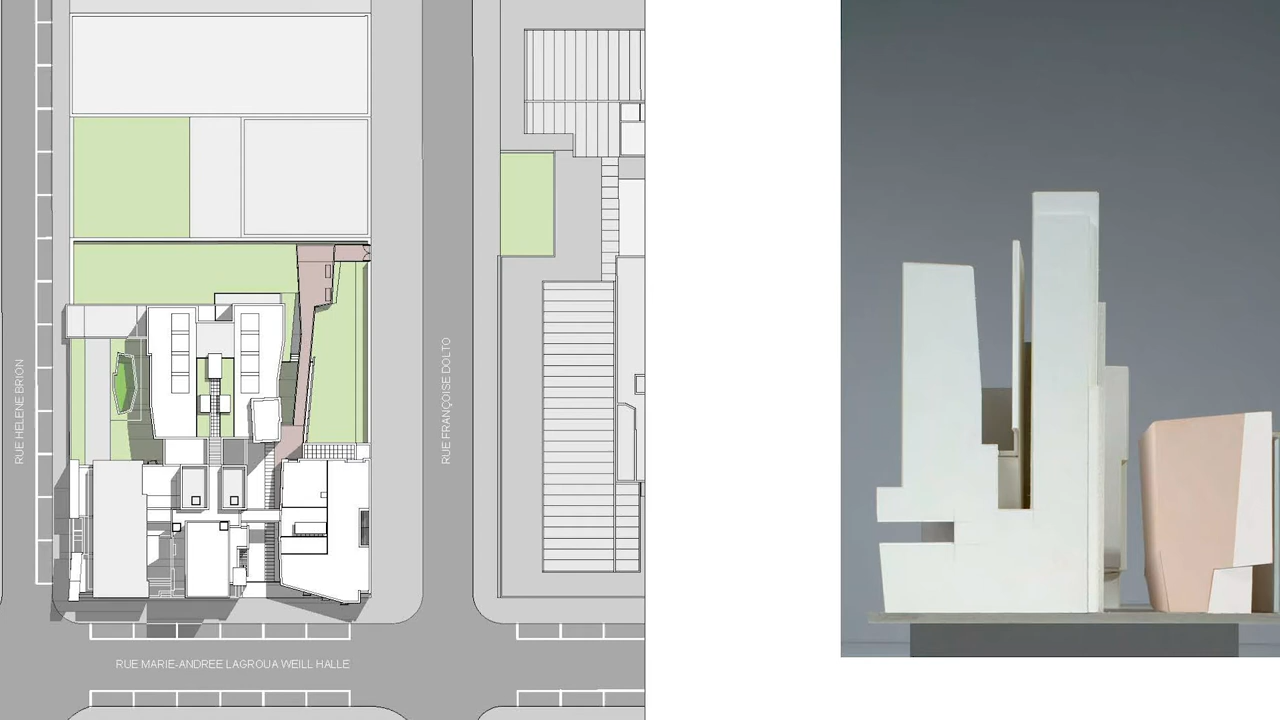 RUE HELENE BRION
RUE FRANÇOISE DOLTO
RUE MARIE-ANDREE LAGROUA WEILL HALLE